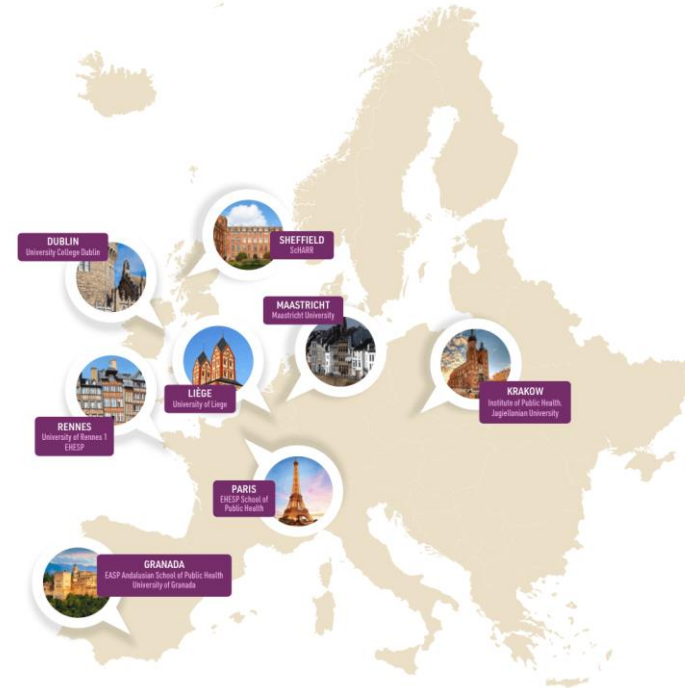 SHEFFIELD
ScHARR
DUBLIN
University College Dublin
MAASTRICHT
Maastricht University
LIÈGE
University of Liege
KRAKOW
Institute of Public Health.
Jagiellonian University
RENNES
University of Rennes 1
EHESP
PARIS
EHESP School of
Public Health
GRANADA
EASP Andalusian School of Public Health
University of Granada